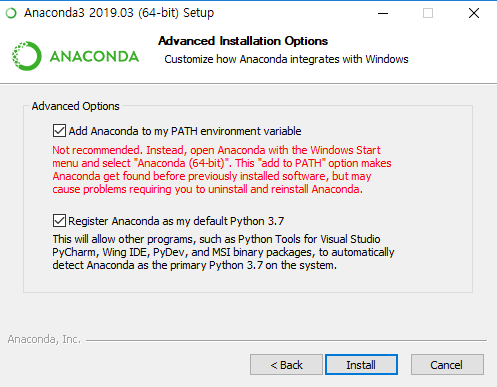 Anaconda3 2019.03 (64-bit) Setup
ANACONDA
Advanced Installation Options
Customize how Anaconda integrates with Windows
Advanced Options
Add Anaconda to my PATH environment variable
Not recommended. Instead, open Anaconda with the Windows Start
menu and select "Anaconda (64-bit)". This "add to PATH" option makes
Anaconda get found before previously installed software, but may
cause problems requiring you to uninstall and reinstall Anaconda.
Register Anaconda as my default Python 3.7
This will allow other programs, such as Python Tools for Visual Studio
PyCharm, Wing IDE, PyDev, and MSI binary packages, to automatically
detect Anaconda as the primary Python 3.7 on the system.
Anaconda, Inc.
< Back
Install
Cancel